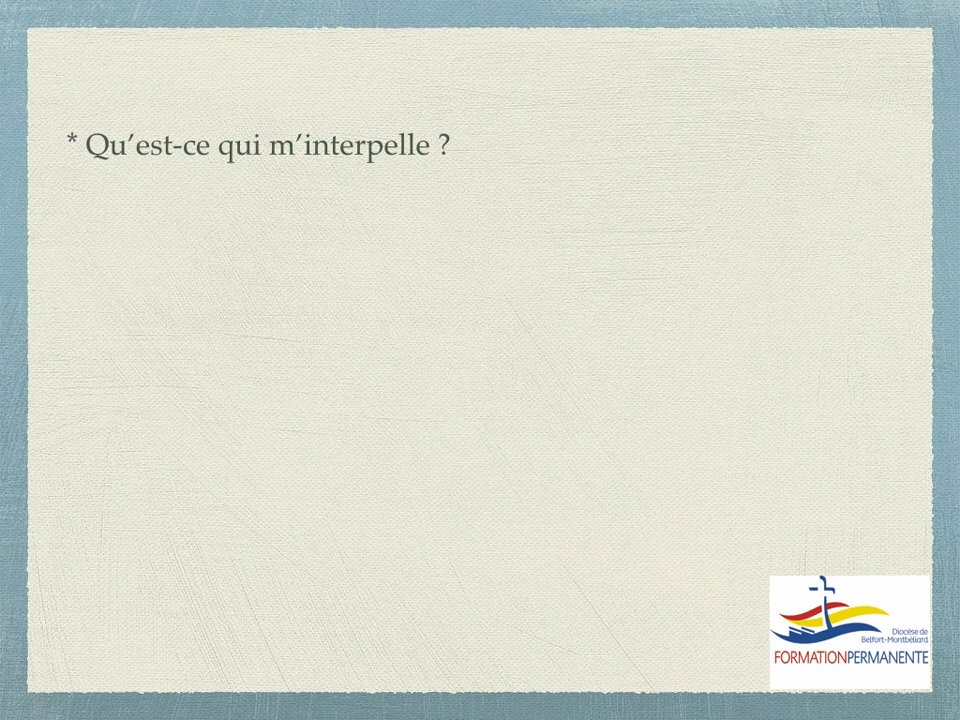 * Qu’est-ce qui m’interpelle ?
Diocèse de
Belfort-Montbéliard
FORMATIONPERMANENTE